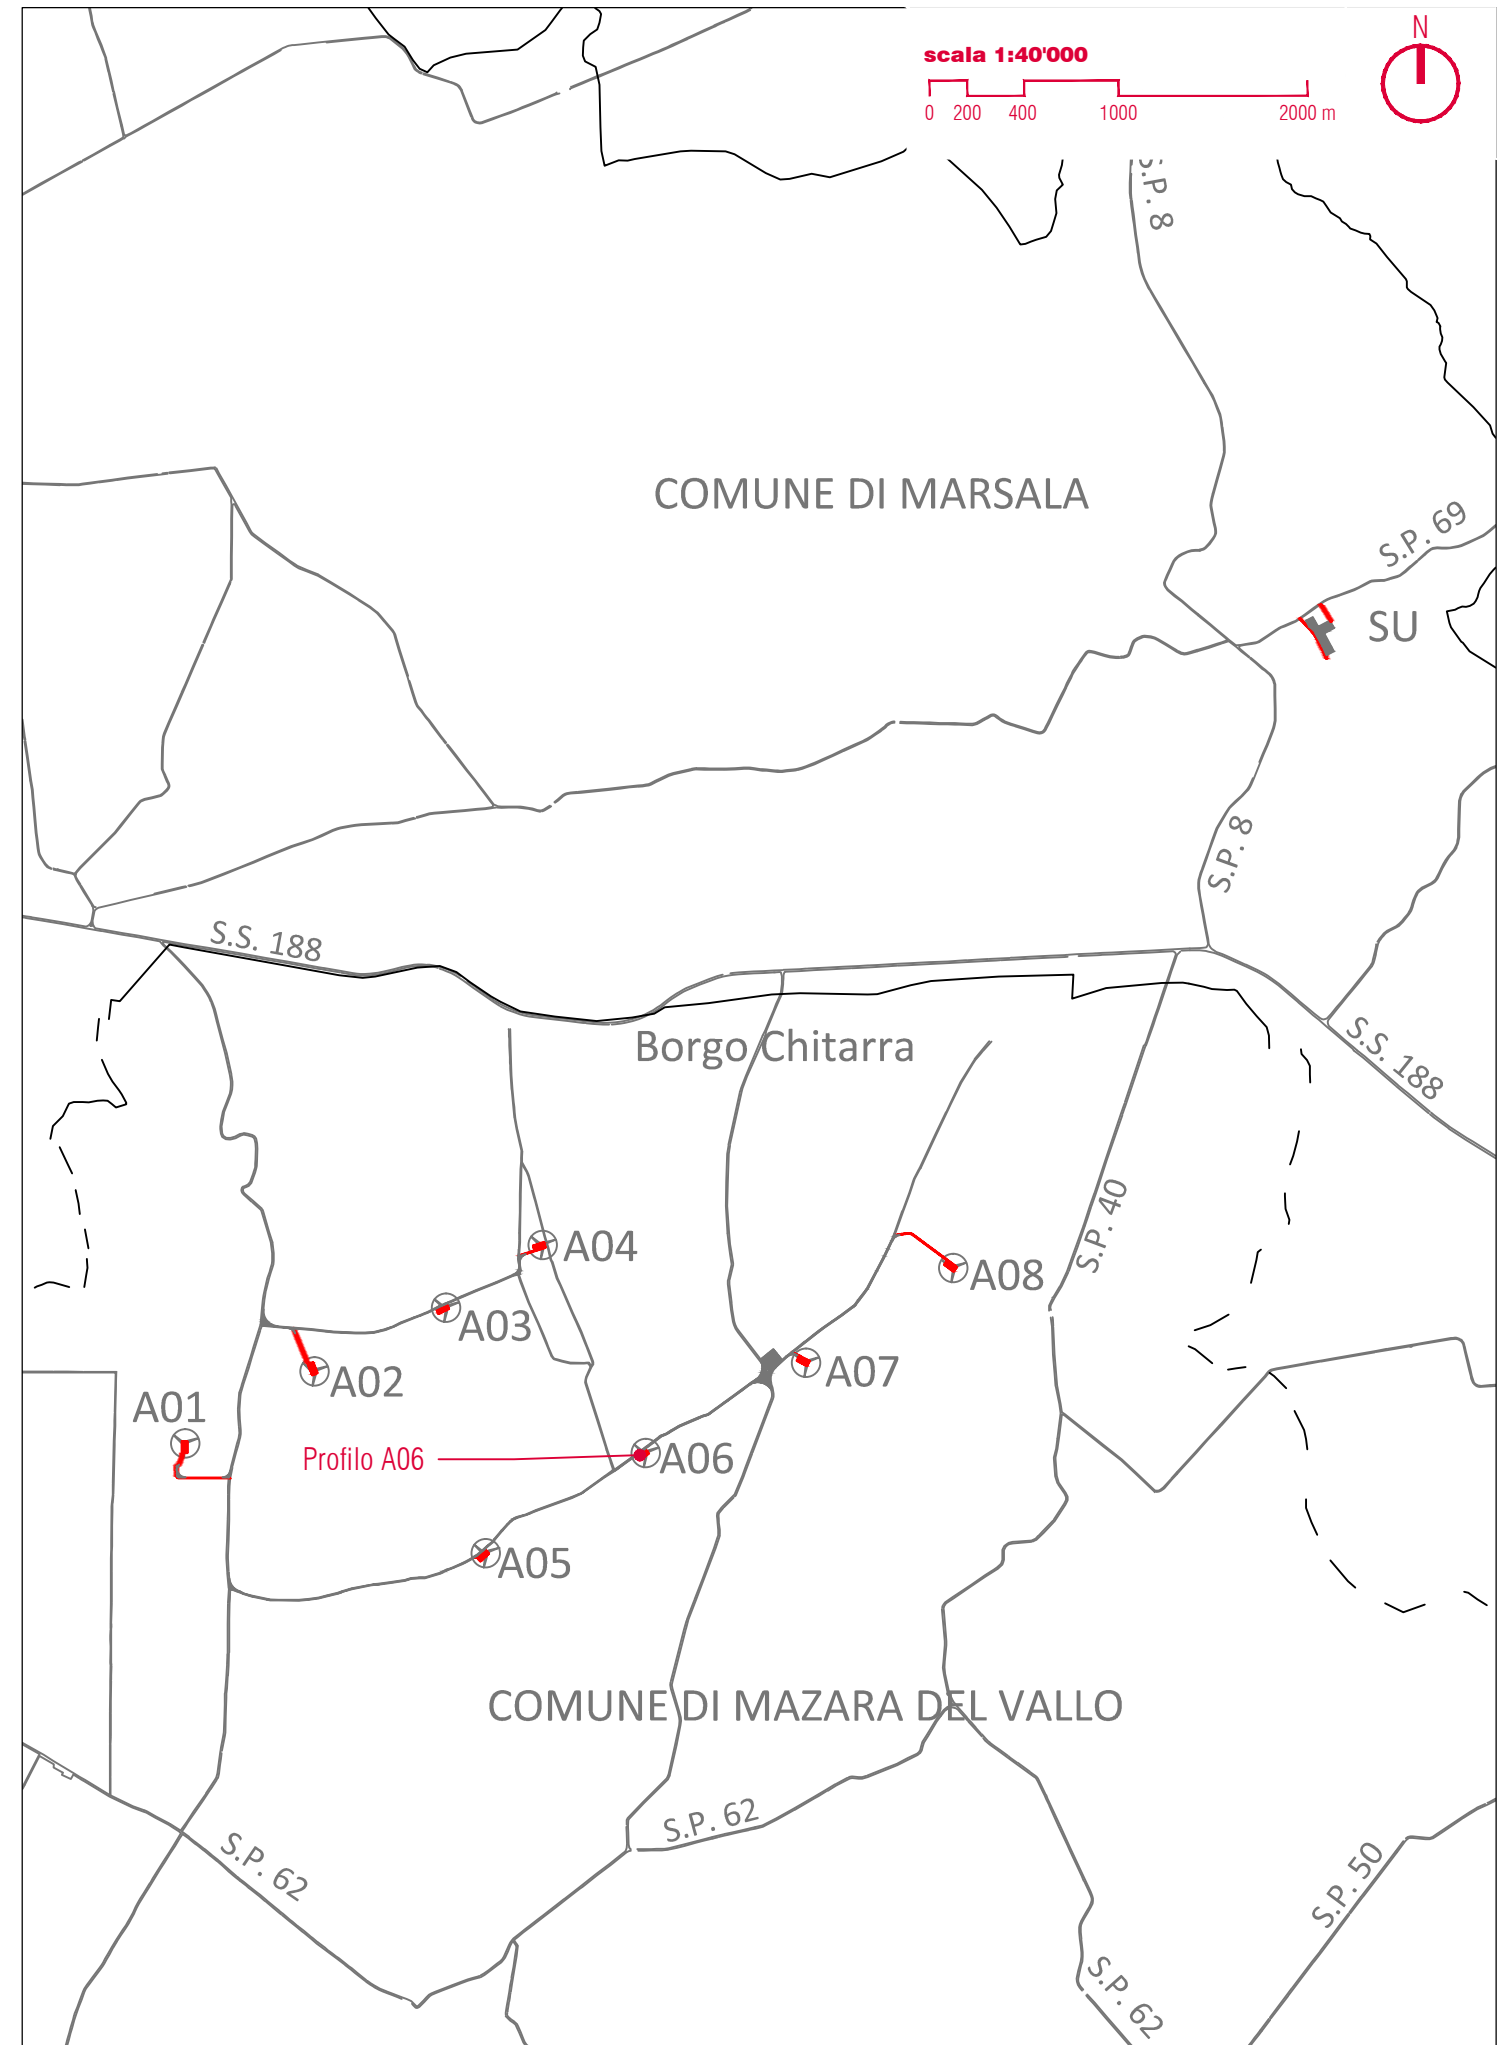 N
scala 1:40'000
0 200 400 1000 2000 m
S.P. 8
COMUNE DI MARSALA
S.P. 69
SU
S.P. 8
S.S. 188
Borgo Chitarra
S.S. 188
S.P. 40
A04
A08
A03
A07
A02
A01
Profilo A06
A06
A05
COMUNE DI MAZARA DEL VALLO
S.P. 62
S.P. 62
S.P. 50
S.P. 62